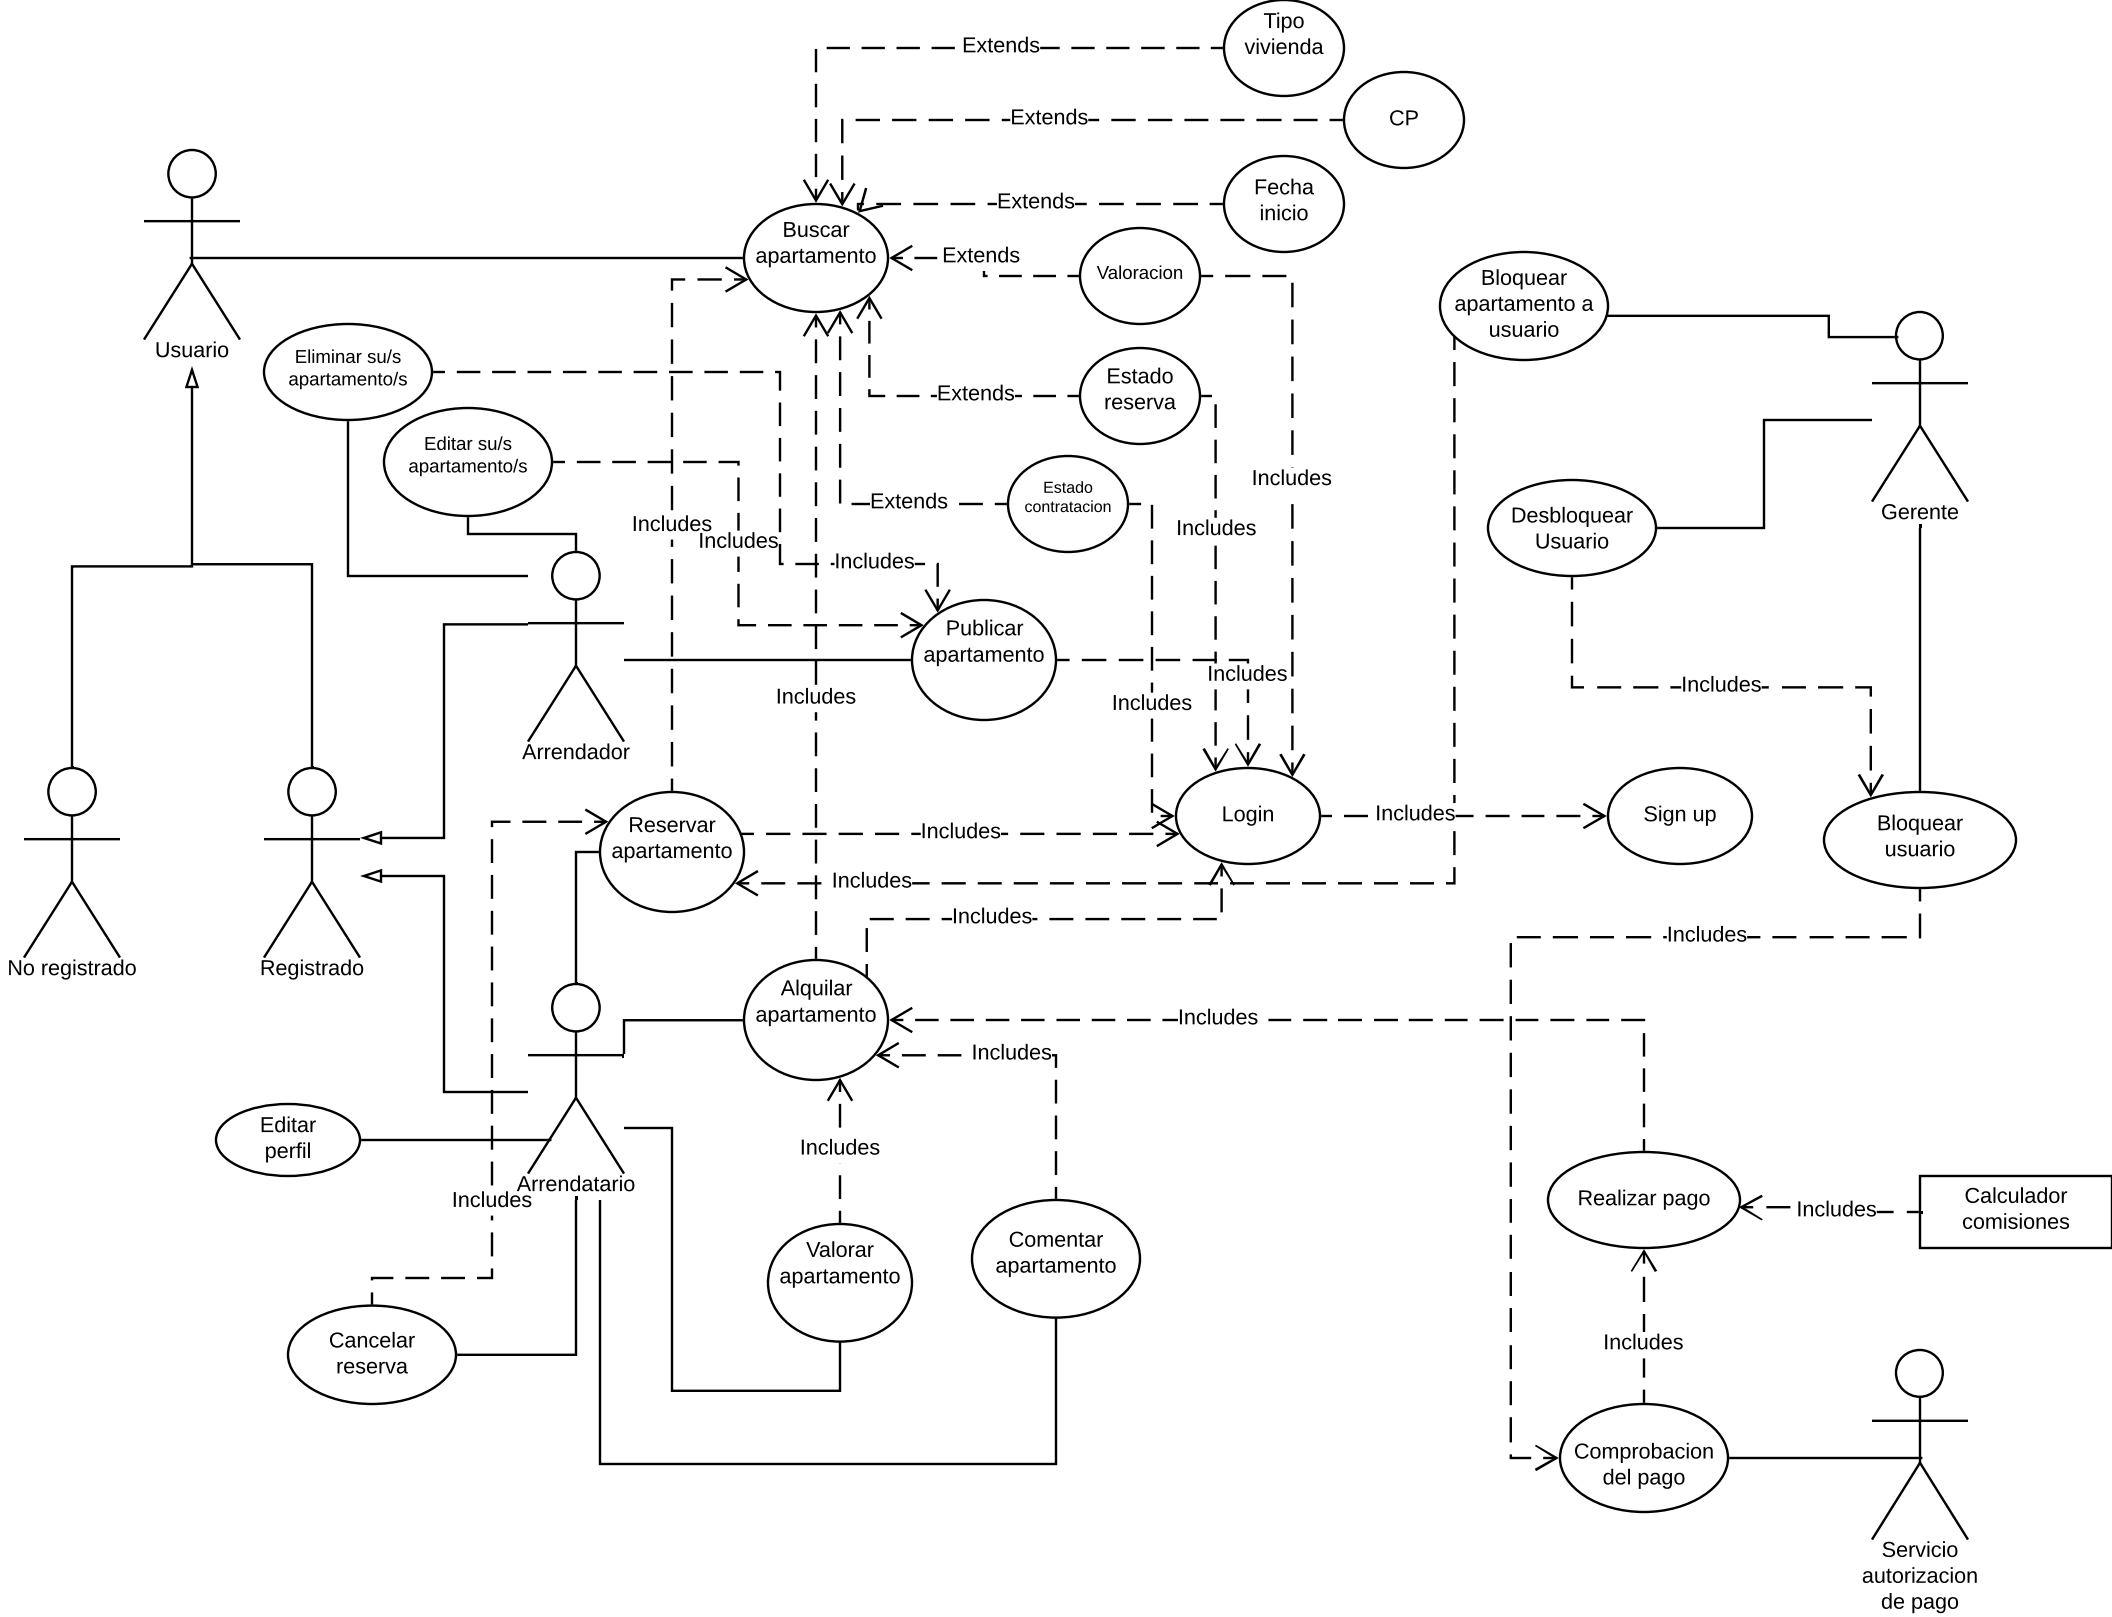 Tipo
vivienda
Extends
CP
Extends
Fecha
inicio
Extends
Buscar
apartamento
Extends
Valoracion
Bloquear
apartamento a
usuario
Usuario
Eliminar su/s
apartamento/s
Estado
reserva
Extends
Editar su/s
apartamento/s
Includes
Estado
contratacion
Extends
Gerente
Desbloquear
Usuario
Includes
Includes
Includes
Includes
Publicar
apartamento
Includes
Includes
Includes
Includes
Includes
Arrendador
Login
Includes
Sign up
Bloquear
usuario
Reservar
apartamento
Includes
Includes
Includes
Includes
No registrado
Registrado
Alquilar
apartamento
Includes
Includes
Editar
perfil
Includes
Arrendatario
Includes
Realizar pago
Includes
Calculador
comisiones
Valorar
apartamento
Comentar
apartamento
Cancelar
reserva
Includes
Comprobacion
del pago
Servicio
autorizacion
de pago